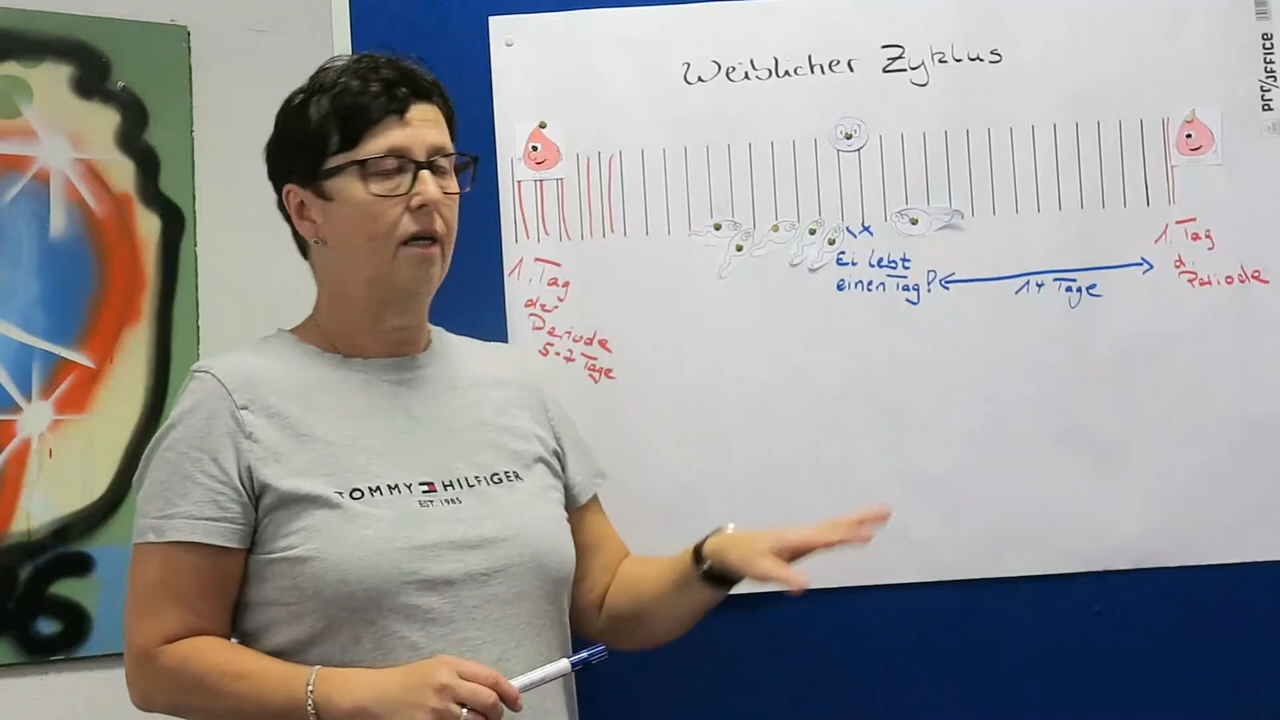 Weiblicher Zyklus
1. Tag
der
Periode
5-7 Tage
Ei lebt
einen Tag!
14 Tage
1. Tag
d.
Periode
TOMMY HILFIGER
EST. 1985
6